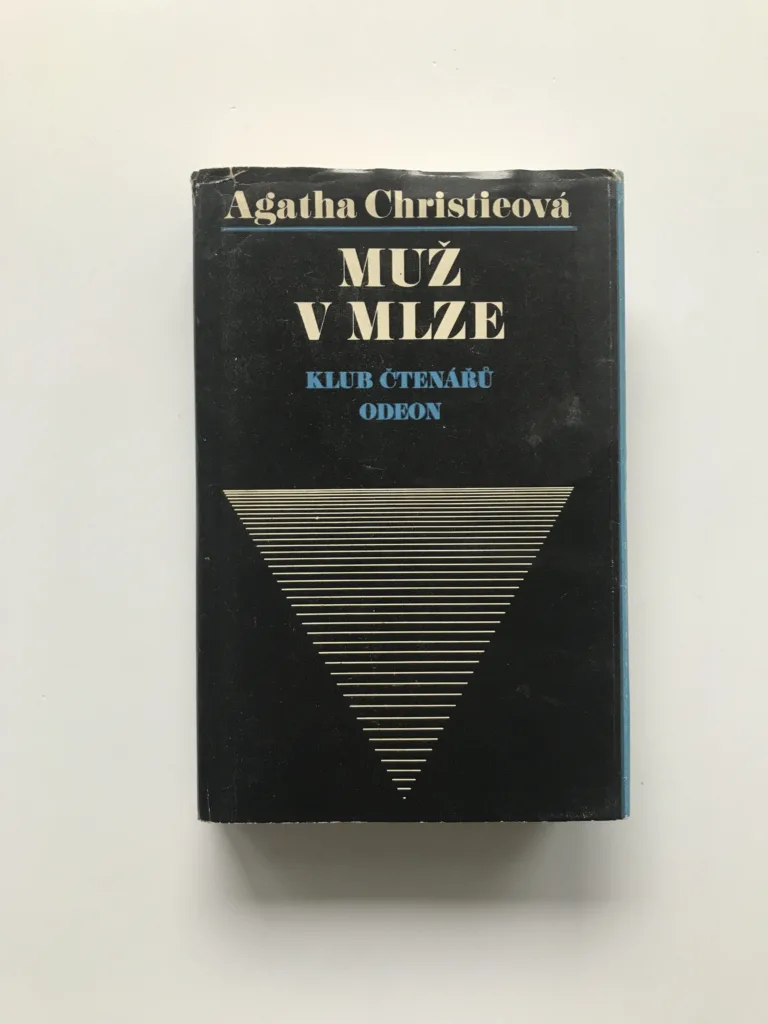 Agatha Christieová
MUŽ
V MLZE
KLUB ČTENÁŘŮ
ODEON